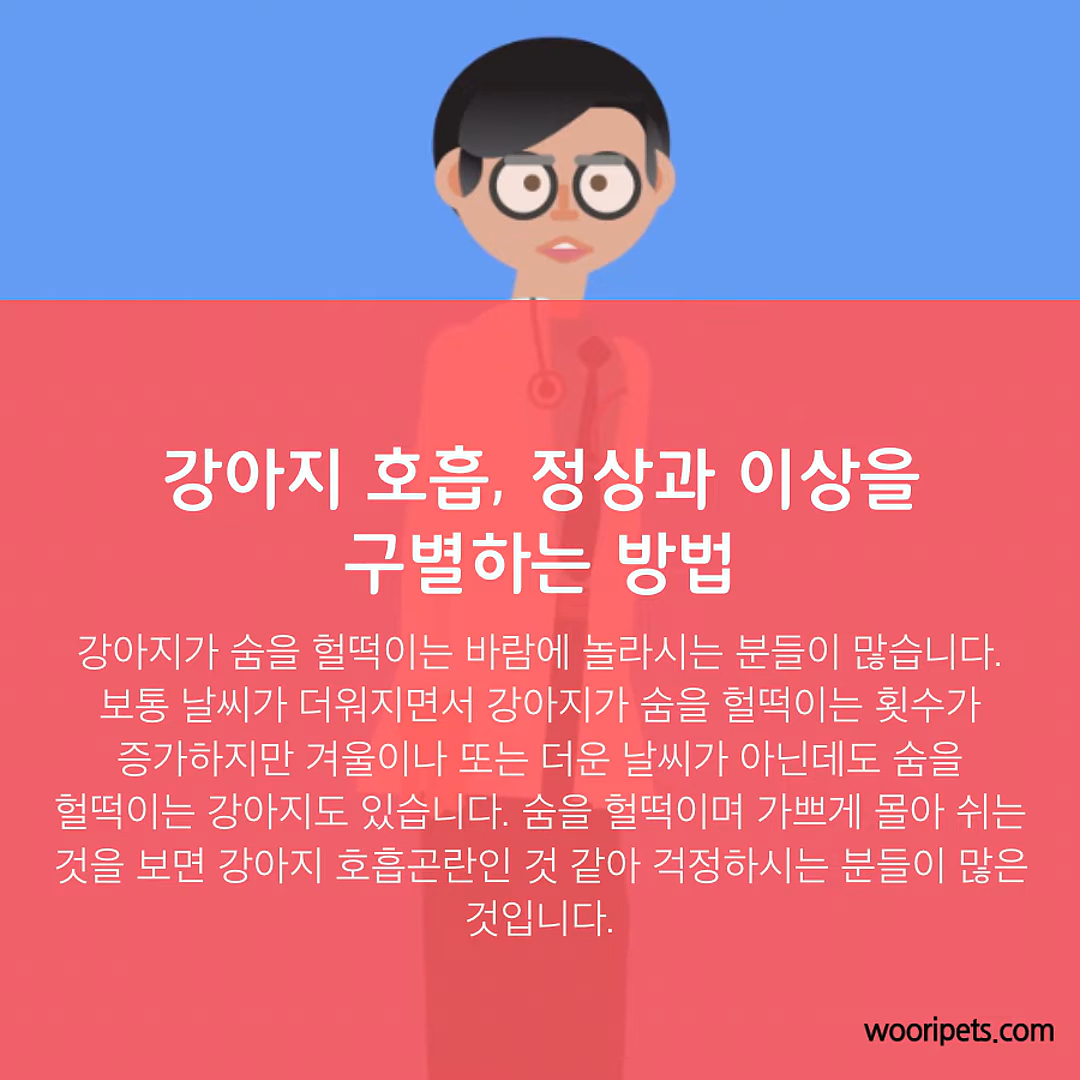 강아지 호흡, 정상과 이상을
구별하는 방법
강아지가 숨을 헐떡이는 바람에 놀라시는 분들이 많습니다.
보통 날씨가 더워지면서 강아지가 숨을 헐떡이는 횟수가
증가하지만 겨울이나 또는 더운 날씨가 아닌데도 숨을
헐떡이는 강아지도 있습니다. 숨을 헐떡이며 가쁘게 몰아 쉬는
것을 보면 강아지 호흡곤란인 것 같아 걱정하시는 분들이 많은
것입니다.
wooripets.com